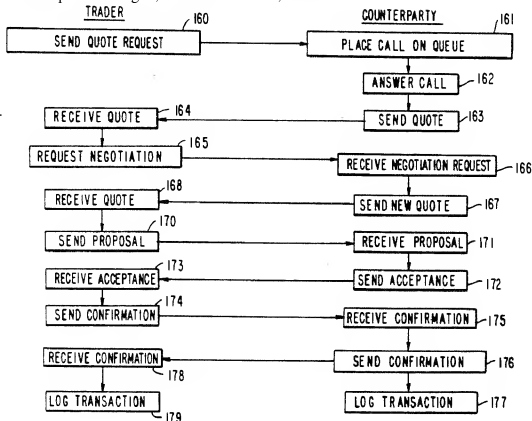 TRADER
COUNTERPARTY
160
161
SEND QUOTE REQUEST
PLACE CALL ON QUEUE
ANSWER CALL
162
RECEIVE QUOTE
164
SEND QUOTE
163
165
REQUEST NEGOTIATION
RECEIVE NEGOTIATION REQUEST
166
168
RECEIVE QUOTE
SEND NEW QUOTE
167
170
SEND PROPOSAL
RECEIVE PROPOSAL
171
173
RECEIVE ACCEPTANCE
SEND ACCEPTANCE
172
174
SEND CONFIRMATION
RECEIVE CONFIRMATION
175
RECEIVE CONFIRMATION
178
SEND CONFIRMATION
176
LOG TRANSACTION
179
LOG TRANSACTION
177